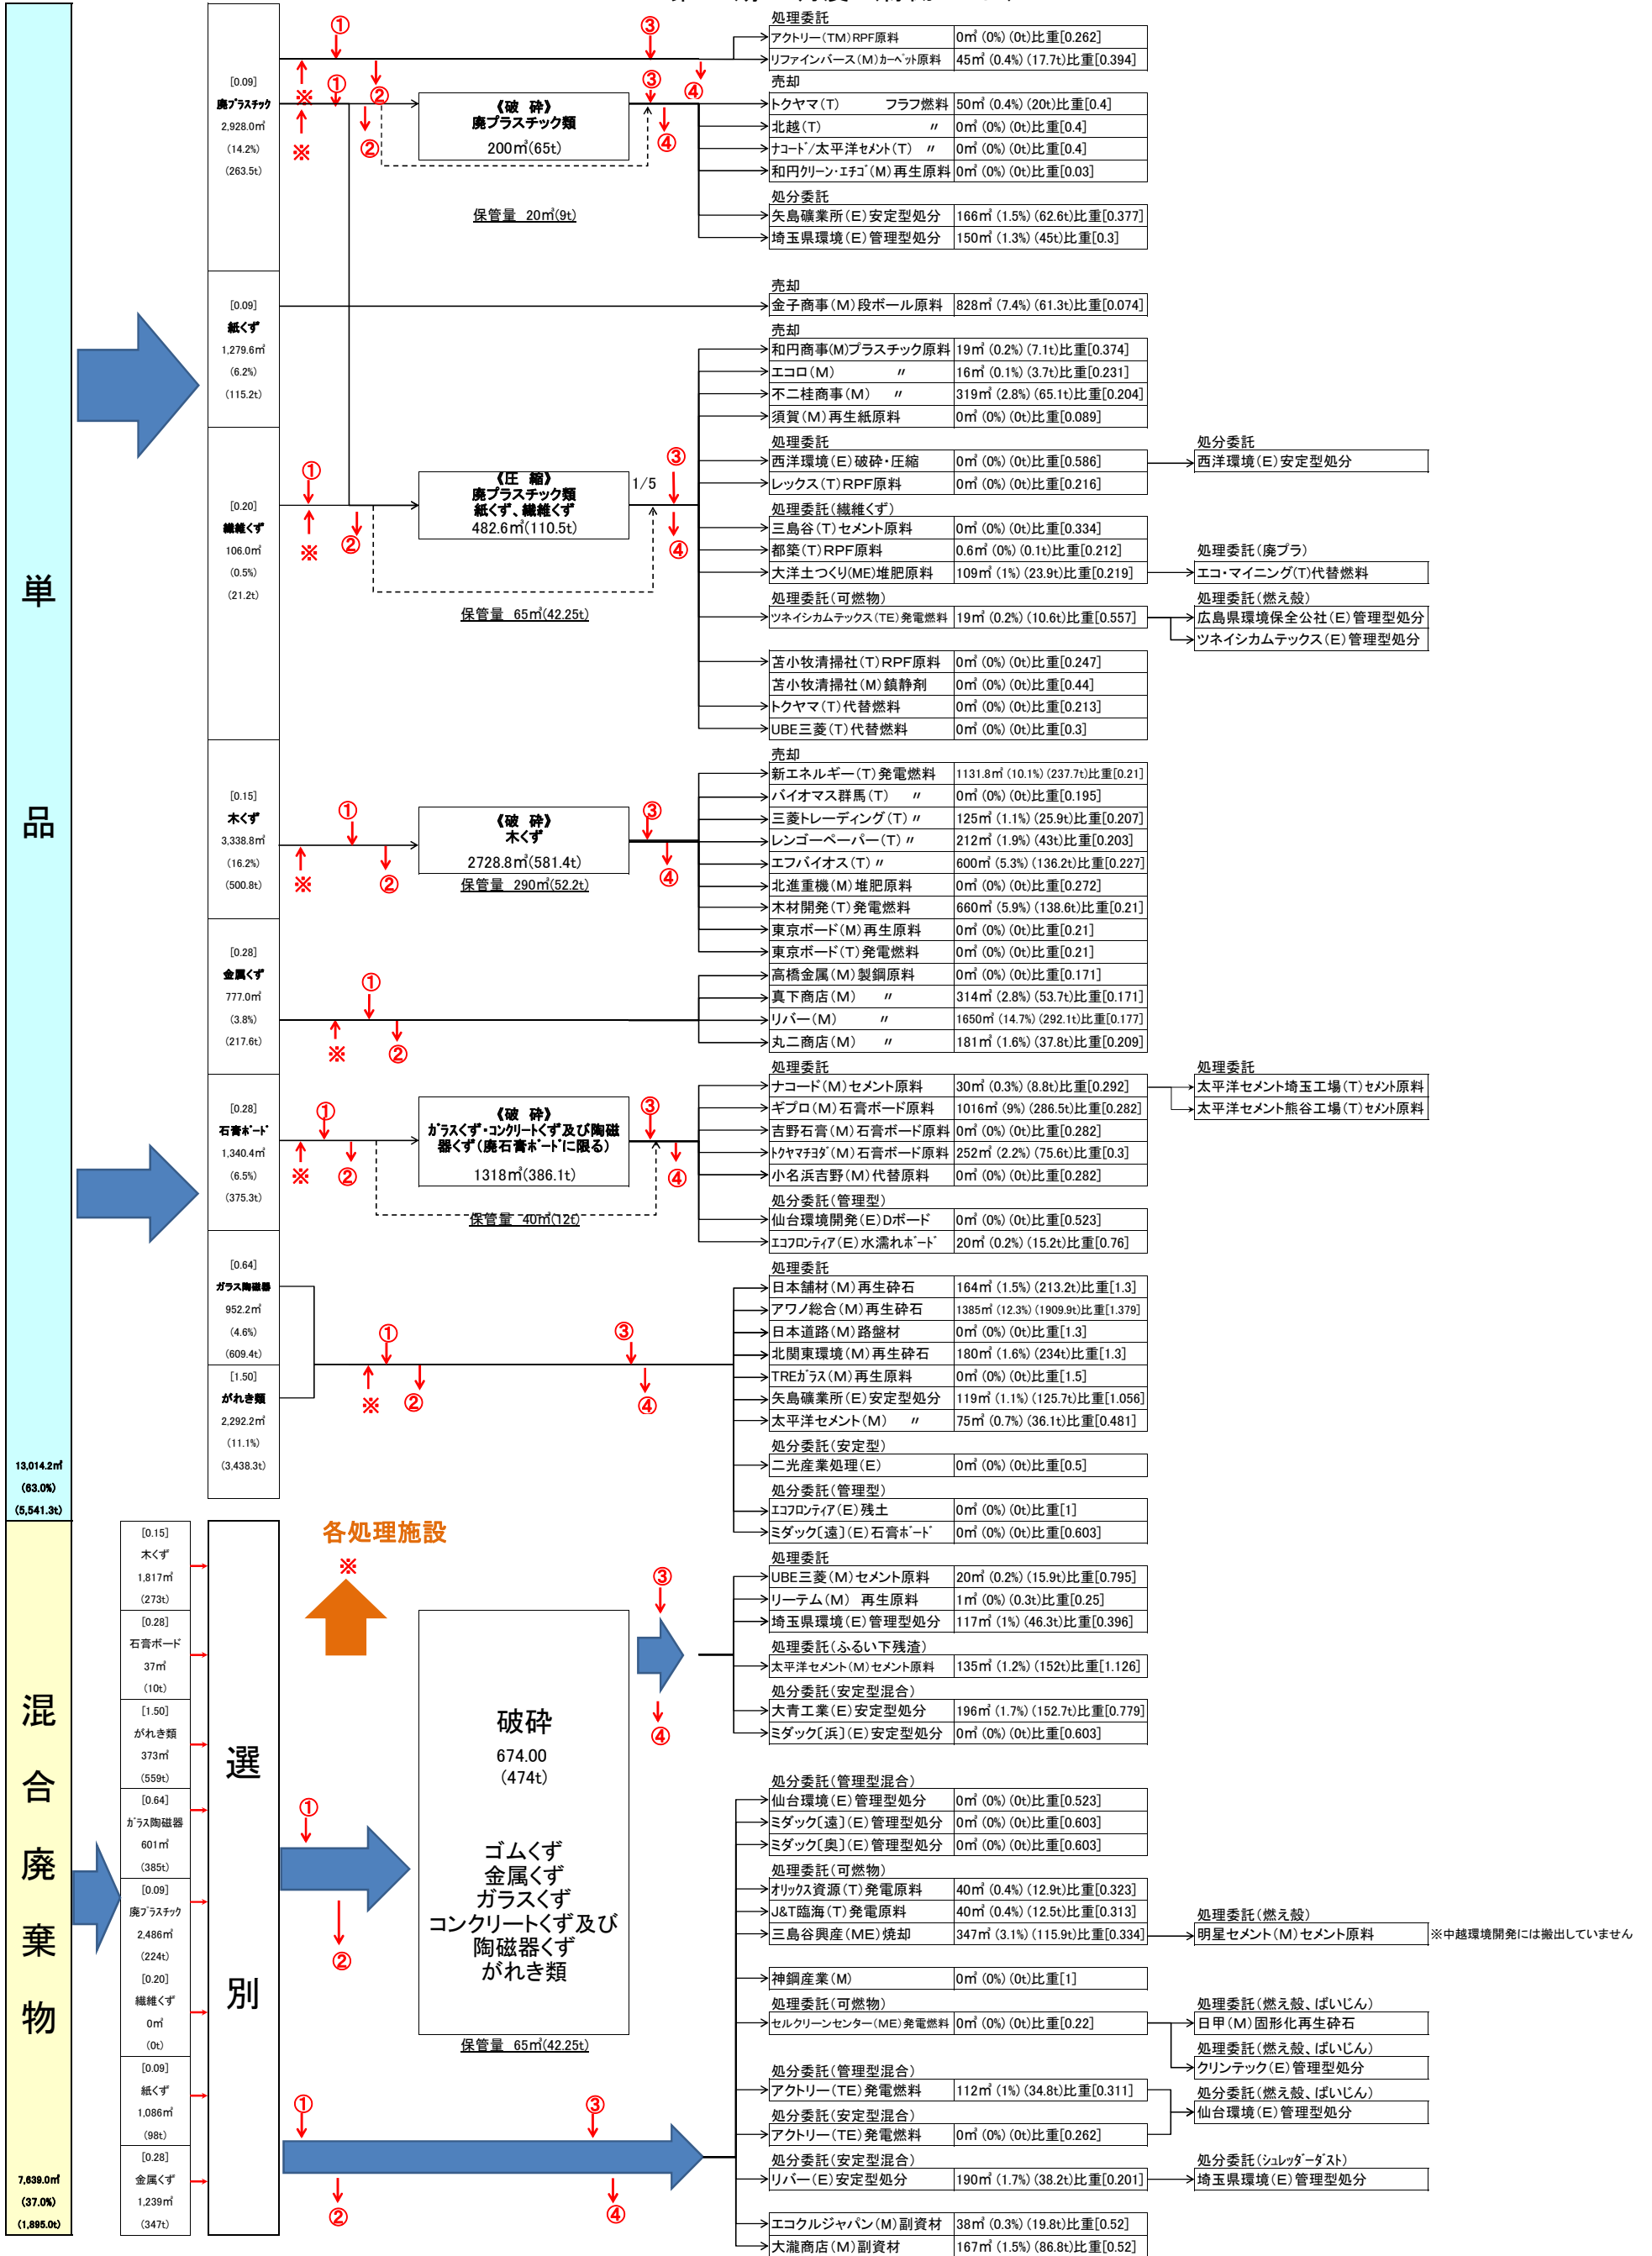 単
品
13,014.2㎥
(63.0%)
(5,541.3t)
混
合
廃
棄
物
7,639.0㎥
(37.0%)
(1,895.0t)
[0.09]
廃プラスチック
2,928.0㎥
(14.2%)
(263.5t)
[0.09]
紙くず
1,279.6㎥
(6.2%)
(115.2t)
[0.20]
繊維くず
106.0㎥
(0.5%)
(21.2t)
[0.15]
木くず
3,338.8㎥
(16.2%)
(500.8t)
[0.28]
金属くず
777.0㎥
(3.8%)
(217.6t)
[0.28]
石膏ボード
1,340.4㎥
(6.5%)
(375.3t)
[0.64]
ガラス陶磁器
952.2㎥
(4.6%)
(609.4t)
[1.50]
がれき類
2,292.2㎥
(11.1%)
(3,438.3t)
[0.15]
木くず
1,817㎥
(273t)
[0.28]
石膏ボード
37㎥
(10t)
[1.50]
がれき類
373㎥
(559t)
[0.64]
ガラス陶磁器
601㎥
(385t)
[0.09]
廃プラスチック
2,486㎥
(224t)
[0.20]
繊維くず
0㎥
(0t)
[0.09]
紙くず
1,086㎥
(98t)
[0.28]
金属くず
1,239㎥
(347t)
選
別
① ③
※ ① ② ③ ④
※ ② ④
《破 砕》
廃プラスチック類
200㎥(65t)
保管量 20㎥(9t)
① ③
※ ② ④
《圧 縮》
廃プラスチック類
紙くず、繊維くず
482.6㎥(110.5t)
1/5
保管量 65㎥(42.25t)
① ③
※ ② ④
《破 砕》
木くず
2728.8㎥(581.4t)
保管量 290㎥(52.2t)
①
※ ②
① ③
※ ② ④
《破 砕》
ガラスくず・コンクリートくず及び陶磁
器くず(廃石膏ボードに限る)
1318㎥(386.1t)
保管量 40㎥(12t)
① ③
※ ② ④
各処理施設
※
① ③
② ④
破砕
674.00
(474t)
ゴムくず
金属くず
ガラスくず
コンクリートくず及び
陶磁器くず
がれき類
保管量 65㎥(42.25t)
① ③
② ④
処理委託
アクトリー(TM)RPF原料 0㎥ (0%) (0t)比重[0.262]
リファインバース(M)カーペット原料 45㎥ (0.4%) (17.7t)比重[0.394]
売却
トクヤマ(T) フラフ燃料 50㎥ (0.4%) (20t)比重[0.4]
北越(T) 〃 0㎥ (0%) (0t)比重[0.4]
ナコード/太平洋セメント(T) 〃 0㎥ (0%) (0t)比重[0.4]
和円クリーン・エチゴ(M)再生原料 0㎥ (0%) (0t)比重[0.03]
処分委託
矢島礦業所(E)安定型処分 166㎥ (1.5%) (62.6t)比重[0.377]
埼玉県環境(E)管理型処分 150㎥ (1.3%) (45t)比重[0.3]
売却
金子商事(M)段ボール原料 828㎥ (7.4%) (61.3t)比重[0.074]
売却
和円商事(M)プラスチック原料 19㎥ (0.2%) (7.1t)比重[0.374]
エコロ(M) 〃 16㎥ (0.1%) (3.7t)比重[0.231]
不二桂商事(M) 〃 319㎥ (2.8%) (65.1t)比重[0.204]
須賀(M)再生紙原料 0㎥ (0%) (0t)比重[0.089]
処理委託
西洋環境(E)破砕・圧縮 0㎥ (0%) (0t)比重[0.586]
処分委託
西洋環境(E)安定型処分
レックス(T)RPF原料 0㎥ (0%) (0t)比重[0.216]
処理委託(繊維くず)
三島谷(T)セメント原料 0㎥ (0%) (0t)比重[0.334]
都築(T)RPF原料 0.6㎥ (0%) (0.1t)比重[0.212]
大洋土つくり(ME)堆肥原料 109㎥ (1%) (23.9t)比重[0.219]
処理委託(廃プラ)
エコ・マイニング(T)代替燃料
処理委託(可燃物)
ツネイシカムテックス(TE)発電燃料 19㎥ (0.2%) (10.6t)比重[0.557]
処理委託(燃え殻)
広島県環境保全公社(E)管理型処分
ツネイシカムテックス(E)管理型処分
苫小牧清掃社(T)RPF原料 0㎥ (0%) (0t)比重[0.247]
苫小牧清掃社(M)鎮静剤 0㎥ (0%) (0t)比重[0.44]
トクヤマ(T)代替燃料 0㎥ (0%) (0t)比重[0.213]
UBE三菱(T)代替燃料 0㎥ (0%) (0t)比重[0.3]
売却
新エネルギー(T)発電燃料 1131.8㎥ (10.1%) (237.7t)比重[0.21]
バイオマス群馬(T) 〃 0㎥ (0%) (0t)比重[0.195]
三菱トレーディング(T)〃 125㎥ (1.1%) (25.9t)比重[0.207]
レンゴーペーパー(T)〃 212㎥ (1.9%) (43t)比重[0.203]
エフバイオス(T)〃 600㎥ (5.3%) (136.2t)比重[0.227]
北進重機(M)堆肥原料 0㎥ (0%) (0t)比重[0.272]
木材開発(T)発電燃料 660㎥ (5.9%) (138.6t)比重[0.21]
東京ボード(M)再生原料 0㎥ (0%) (0t)比重[0.21]
東京ボード(T)発電燃料 0㎥ (0%) (0t)比重[0.21]
高橋金属(M)製鋼原料 0㎥ (0%) (0t)比重[0.171]
真下商店(M) 〃 314㎥ (2.8%) (53.7t)比重[0.171]
リバー(M) 〃 1650㎥ (14.7%) (292.1t)比重[0.177]
丸二商店(M) 〃 181㎥ (1.6%) (37.8t)比重[0.209]
処理委託
ナコード(M)セメント原料 30㎥ (0.3%) (8.8t)比重[0.292]
処理委託
太平洋セメント埼玉工場(T)セメント原料
太平洋セメント熊谷工場(T)セメント原料
ギプロ(M)石膏ボード原料 1016㎥ (9%) (286.5t)比重[0.282]
吉野石膏(M)石膏ボード原料 0㎥ (0%) (0t)比重[0.282]
トクヤマチヨダ(M)石膏ボード原料 252㎥ (2.2%) (75.6t)比重[0.3]
小名浜吉野(M)代替原料 0㎥ (0%) (0t)比重[0.282]
処分委託(管理型)
仙台環境開発(E)Dボード 0㎥ (0%) (0t)比重[0.523]
エコフロンティア(E)水濡れボード 20㎥ (0.2%) (15.2t)比重[0.76]
処理委託
日本舗材(M)再生砕石 164㎥ (1.5%) (213.2t)比重[1.3]
アワノ総合(M)再生砕石 1385㎥ (12.3%) (1909.9t)比重[1.379]
日本道路(M)路盤材 0㎥ (0%) (0t)比重[1.3]
北関東環境(M)再生砕石 180㎥ (1.6%) (234t)比重[1.3]
TREガラス(M)再生原料 0㎥ (0%) (0t)比重[1.5]
矢島礦業所(E)安定型処分 119㎥ (1.1%) (125.7t)比重[1.056]
太平洋セメント(M) 〃 75㎥ (0.7%) (36.1t)比重[0.481]
処分委託(安定型)
二光産業処理(E) 0㎥ (0%) (0t)比重[0.5]
処分委託(管理型)
エコフロンティア(E)残土 0㎥ (0%) (0t)比重[1]
ミダック〔遠〕(E)石膏ボード 0㎥ (0%) (0t)比重[0.603]
処理委託
UBE三菱(M)セメント原料 20㎥ (0.2%) (15.9t)比重[0.795]
リーテム(M) 再生原料 1㎥ (0%) (0.3t)比重[0.25]
埼玉県環境(E)管理型処分 117㎥ (1%) (46.3t)比重[0.396]
処理委託(ふるい下残渣)
太平洋セメント(M)セメント原料 135㎥ (1.2%) (152t)比重[1.126]
処分委託(安定型混合)
大青工業(E)安定型処分 196㎥ (1.7%) (152.7t)比重[0.779]
ミダック〔浜〕(E)安定型処分 0㎥ (0%) (0t)比重[0.603]
処分委託(管理型混合)
仙台環境(E)管理型処分 0㎥ (0%) (0t)比重[0.523]
ミダック〔遠〕(E)管理型処分 0㎥ (0%) (0t)比重[0.603]
ミダック〔奥〕(E)管理型処分 0㎥ (0%) (0t)比重[0.603]
処理委託(可燃物)
オリックス資源(T)発電原料 40㎥ (0.4%) (12.9t)比重[0.323]
J&T臨海(T)発電原料 40㎥ (0.4%) (12.5t)比重[0.313]
三島谷興産(ME)焼却 347㎥ (3.1%) (115.9t)比重[0.334]
処理委託(燃え殻)
明星セメント(M)セメント原料 ※中越環境開発には搬出していません
神鋼産業(M) 0㎥ (0%) (0t)比重[1]
処理委託(可燃物)
セルクリーンセンター(ME)発電燃料 0㎥ (0%) (0t)比重[0.22]
処理委託(燃え殻、ばいじん)
日甲(M)固形化再生砕石
処理委託(燃え殻、ばいじん)
クリンテック(E)管理型処分
処分委託(管理型混合)
アクトリー(TE)発電燃料 112㎥ (1%) (34.8t)比重[0.311]
処分委託(燃え殻、ばいじん)
仙台環境(E)管理型処分
処分委託(安定型混合)
アクトリー(TE)発電燃料 0㎥ (0%) (0t)比重[0.262]
処分委託(安定型混合)
リバー(E)安定型処分 190㎥ (1.7%) (38.2t)比重[0.201]
処分委託(シュレッダーダスト)
埼玉県環境(E)管理型処分
エコクルジャパン(M)副資材 38㎥ (0.3%) (19.8t)比重[0.52]
大瀧商店(M)副資材 167㎥ (1.5%) (86.8t)比重[0.52]